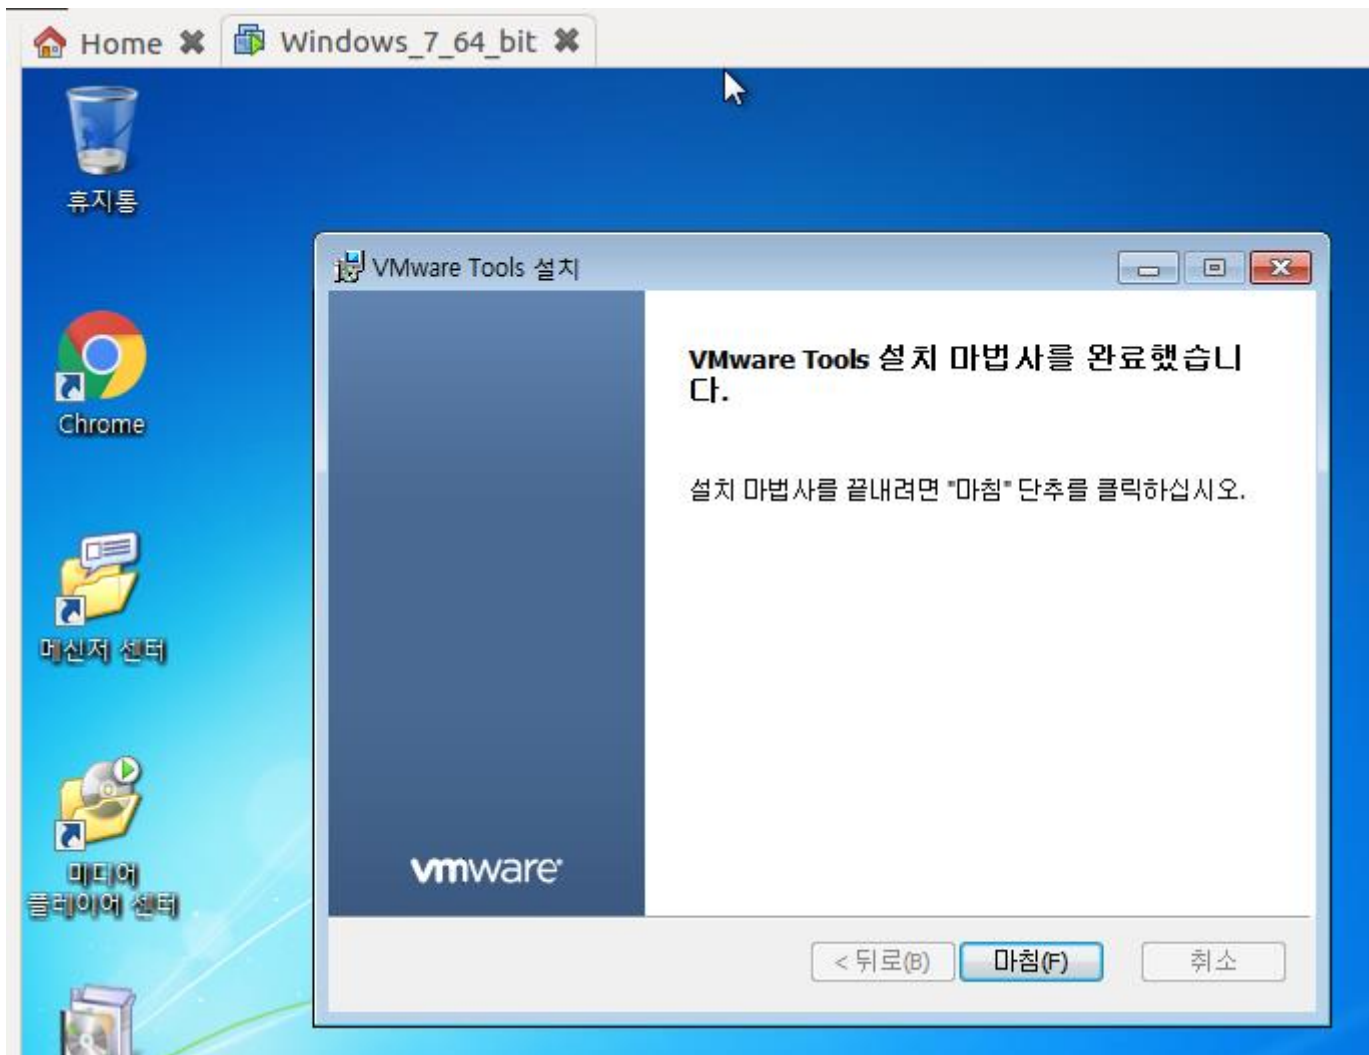 Home
Windows_7_64_bit
휴지통
Chrome
메신저 센터
미디어
플레이어 센터
VMware Tools 설치
VMware Tools 설치 마법사를 완료했습니
다.
설치 마법사를 끝내려면 "마침" 단추를 클릭하십시오.
vmware
< 뒤로(B)
마침(F)
취소